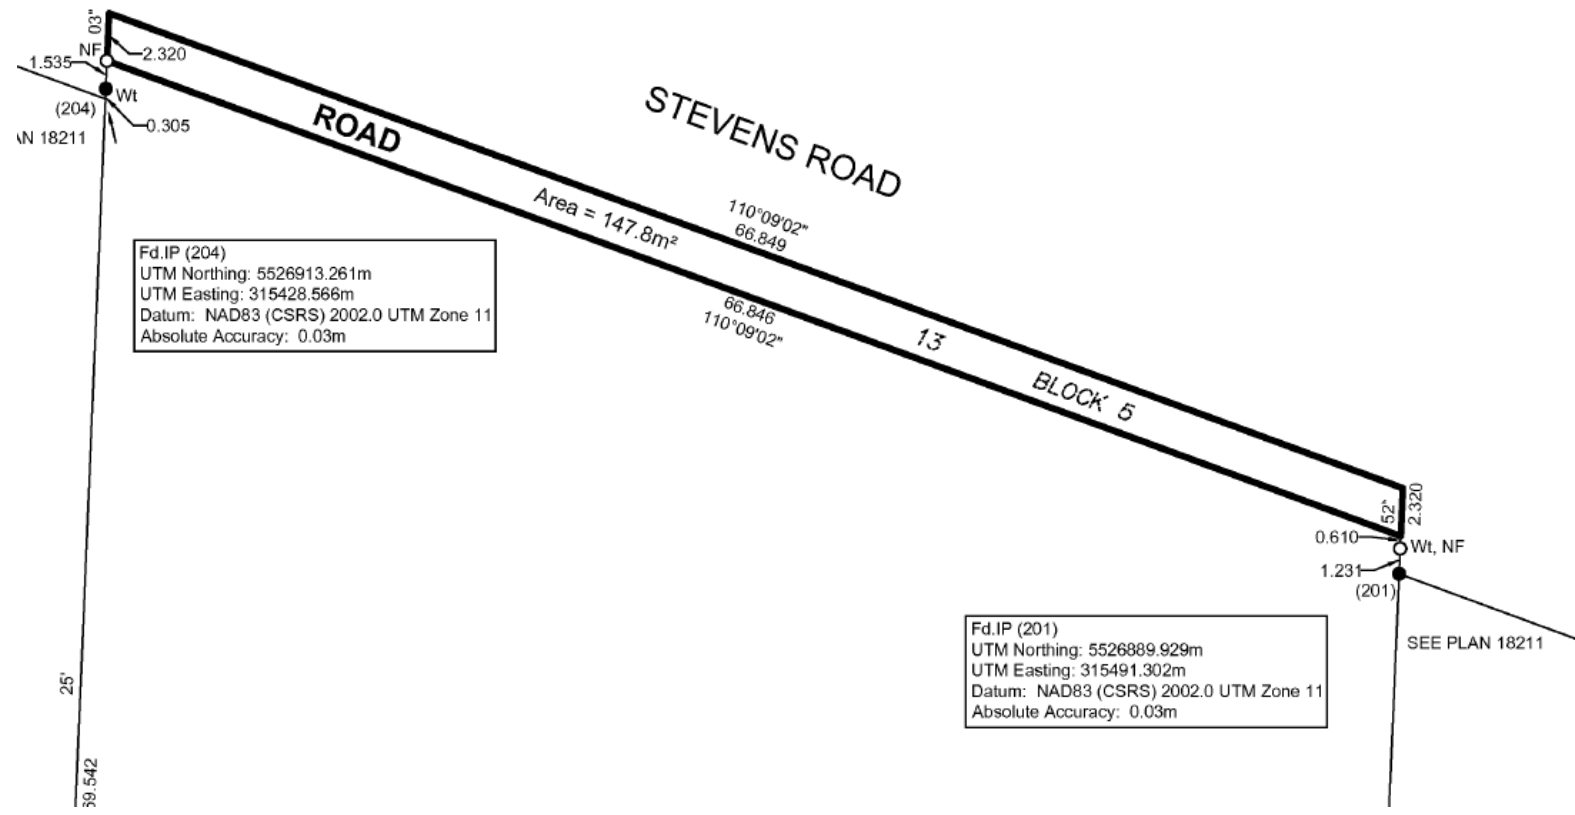 03"
NF
2.320
1.535
Wt
(204)
0.305
AN 18211
ROAD
STEVENS ROAD
Area = 147.8m²
110°09'02"
66.849
Fd.IP (204)
UTM Northing: 5526913.261m
UTM Easting: 315428.566m
Datum: NAD83 (CSRS) 2002.0 UTM Zone 11
Absolute Accuracy: 0.03m
66.846
110°09'02"
13
BLOCK 5
52"
2.320
0.610
Wt, NF
1.231
(201)
Fd.IP (201)
UTM Northing: 5526889.929m
UTM Easting: 315491.302m
Datum: NAD83 (CSRS) 2002.0 UTM Zone 11
Absolute Accuracy: 0.03m
SEE PLAN 18211
25'
69.542